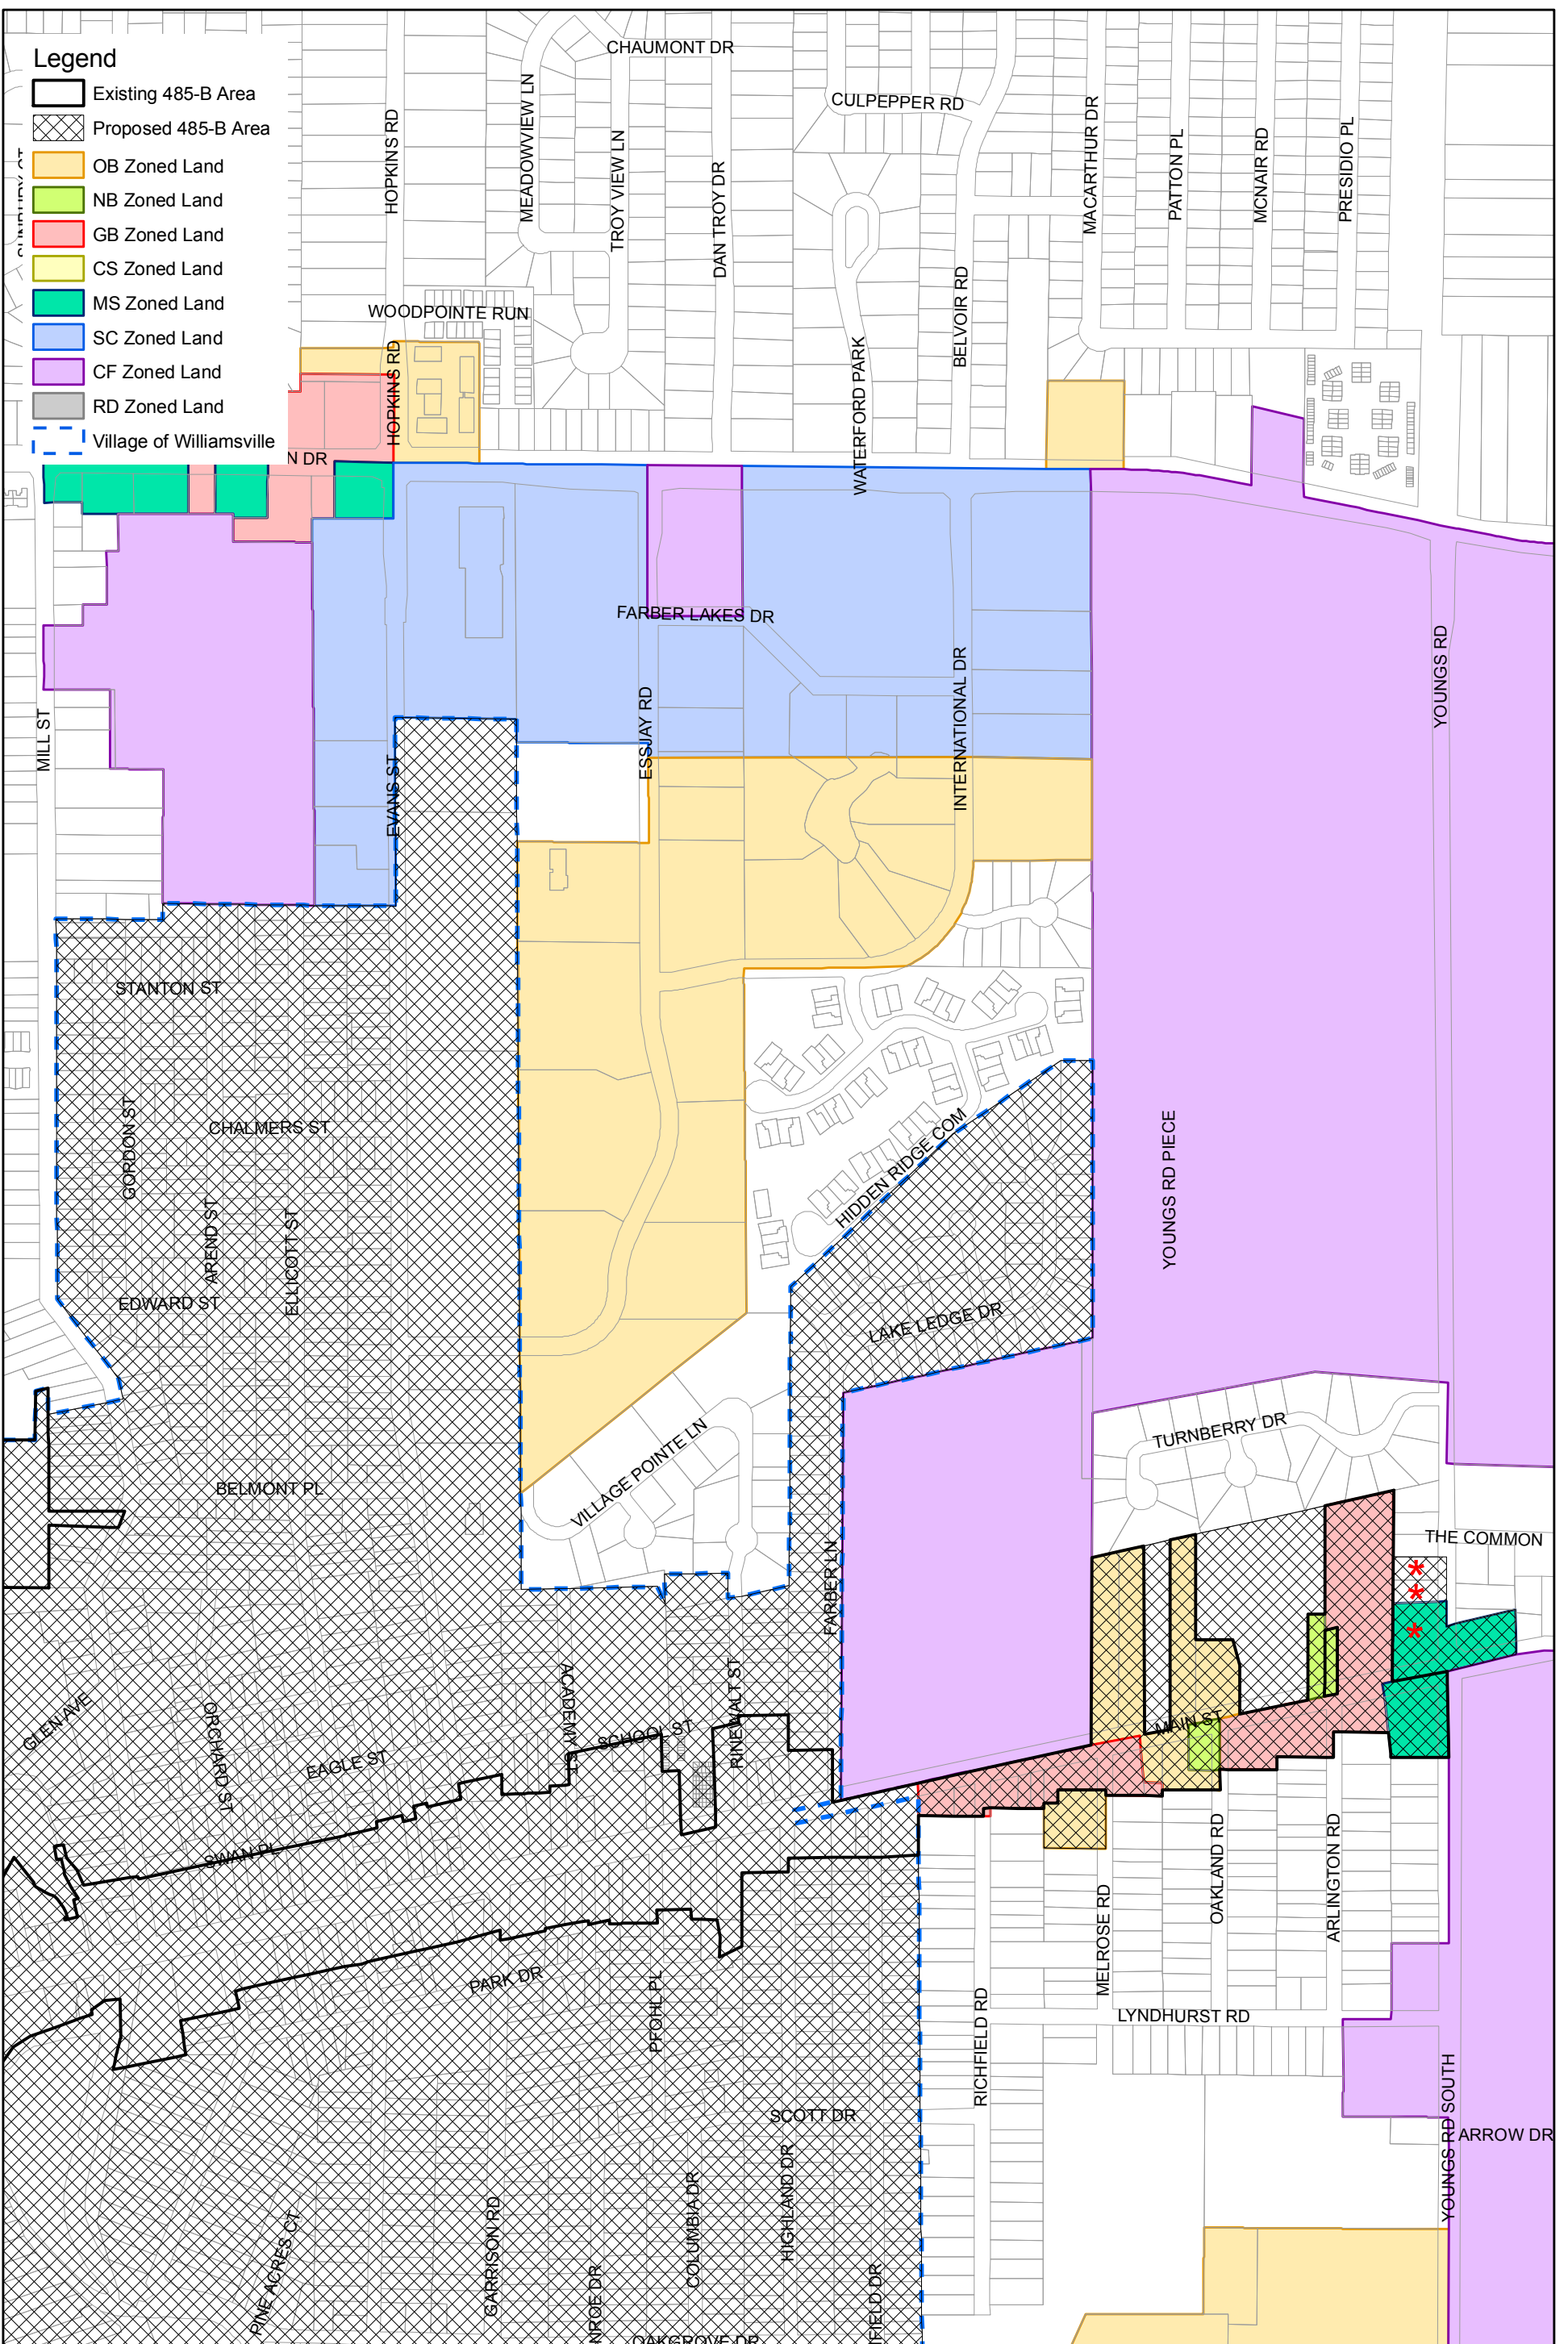 Legend
Existing 485-B Area
Proposed 485-B Area
OB Zoned Land
NB Zoned Land
GB Zoned Land
CS Zoned Land
MS Zoned Land
SC Zoned Land
CF Zoned Land
RD Zoned Land
Village of Williamsville
CHAUMONT DR
CULPEPPER RD
HOPKINS RD
MEADOWVIEW LN
TROY VIEW LN
DAN TROY DR
MACARTHUR DR
PATTON PL
MCNAIR RD
PRESIDIO PL
BELVOIR RD
WATERFORD PARK
WOODPOINTE RUN
HOPKINS RD
N DR
FARBER LAKES DR
MILL ST
EVANS ST
ESSJAY RD
INTERNATIONAL DR
YOUNGS RD
STANTON ST
GORDON ST
CHALMERS ST
AREND ST
ELLICOTT ST
EDWARD ST
HIDDEN RIDGE COM
YOUNGS RD PIECE
LAKE LEDGE DR
TURNBERRY DR
VILLAGE POINTE LN
BELMONT PL
THE COMMON
*
*
*
FARBER LN
GLEN AVE
ORCHARD ST
EAGLE ST
ACADEMY ST
SCHOOL ST
RINEWALT ST
MAIN ST
SWAN PL
OAKLAND RD
ARLINGTON RD
MELROSE RD
PARK DR
PFOHL PL
RICHFIELD RD
LYNDHURST RD
SCOTT DR
YOUNGS RD SOUTH
ARROW DR
PINE ACRES CT
GARRISON RD
NROE DR
COLUMBIA DR
HIGHLAND DR
FIELD DR
OAKGROVE DR